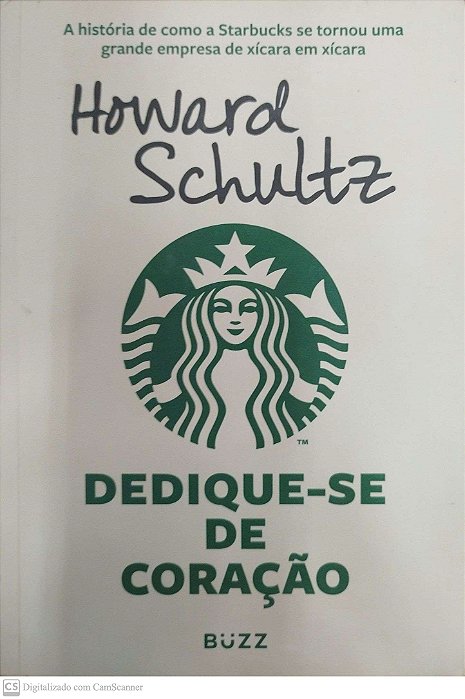 A história de como a Starbucks se tornou uma
grande empresa de xícara em xícara
Howard
Schultz
TM
DEDIQUE-SE
DE
CORAÇÃO
BUZZ
CS Digitalizado com CamScanner